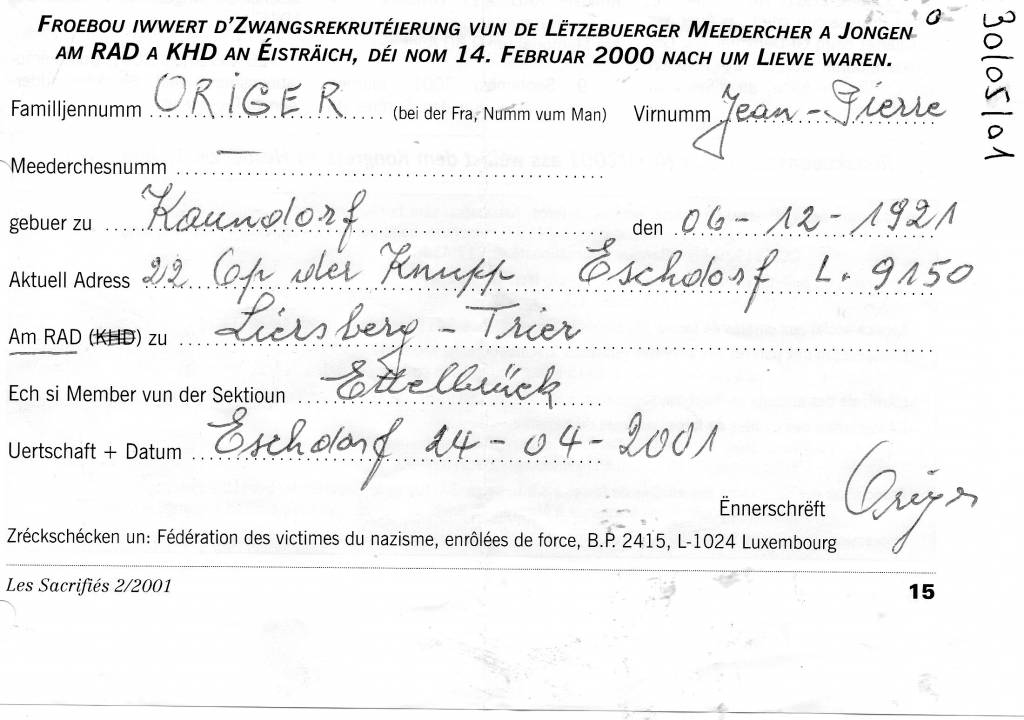 FROEBOU IWWERT D'ZWANGSREKRUTÉIERUNG VUN DE LËTZEBUERGER MEEDERCHER A JONGEN
AM RAD A KHD AN ÉISTRÄICH, DÉI NOM 14. FEBRUAR 2000 NACH UM LIEWE WAREN.
30/05/01
Familljennumm ORIGER (bei der Fra, Numm vum Man) Virnumm Jean-Pierre
Meederchesnumm —
gebuer zu Kaundorf den 06-12-1921
Aktuell Adress 22 Op der Knupp Eschdorf L. 9150
Am RAD (KHD) zu Liersberg-Trier
Ech si Member vun der Sektioun Ettelbrück
Uertschaft + Datum Eschdorf 24-04-2001
Ënnerschrëft Origer
Zréckschécken un: Fédération des victimes du nazisme, enrôlées de force, B.P. 2415, L-1024 Luxembourg
Les Sacrifiés 2/2001 15